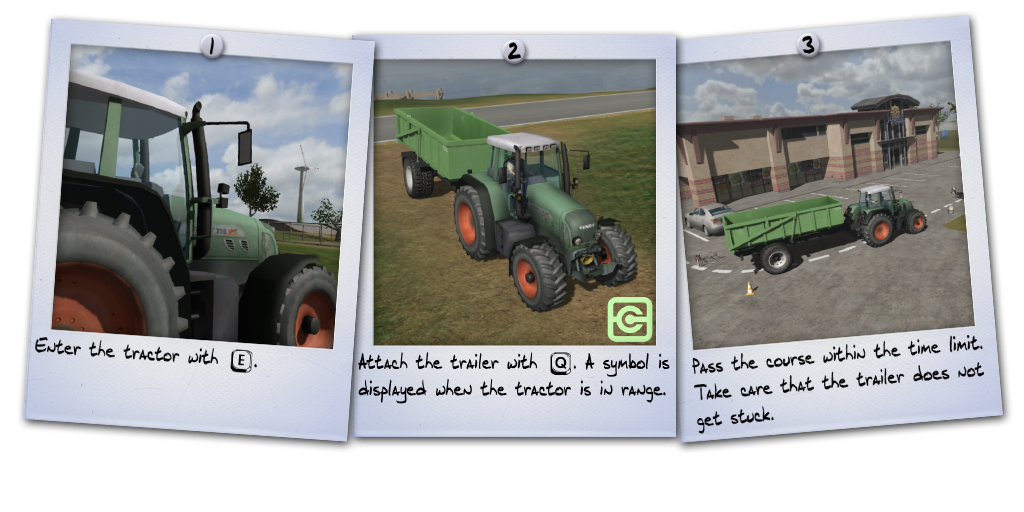 1
Enter the tractor with E.
2
Attach the trailer with Q. A symbol is
displayed when the tractor is in range.
3
Pass the course within the time limit.
Take care that the trailer does not
get stuck.